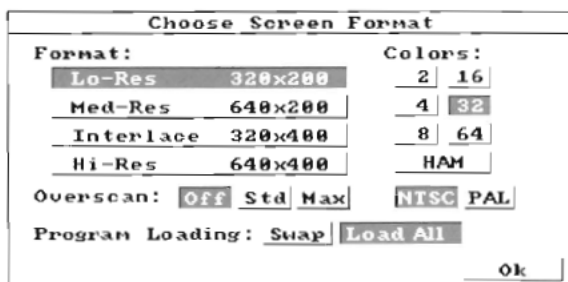 Choose Screen Format
Format: Colors:
Lo-Res 320x200 2 16
Med-Res 640x200 4 32
Interlace 320x400 8 64
Hi-Res 640x400 HAM
Overscan: Off Std Max NTSC PAL
Program Loading: Swap Load All
Ok